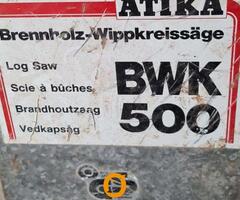 ATIKA
Brennholz-Wippkreissäge
Log Saw
Scie à bûches
Brandhoutzaag
Vedkapsåg
BWK
500